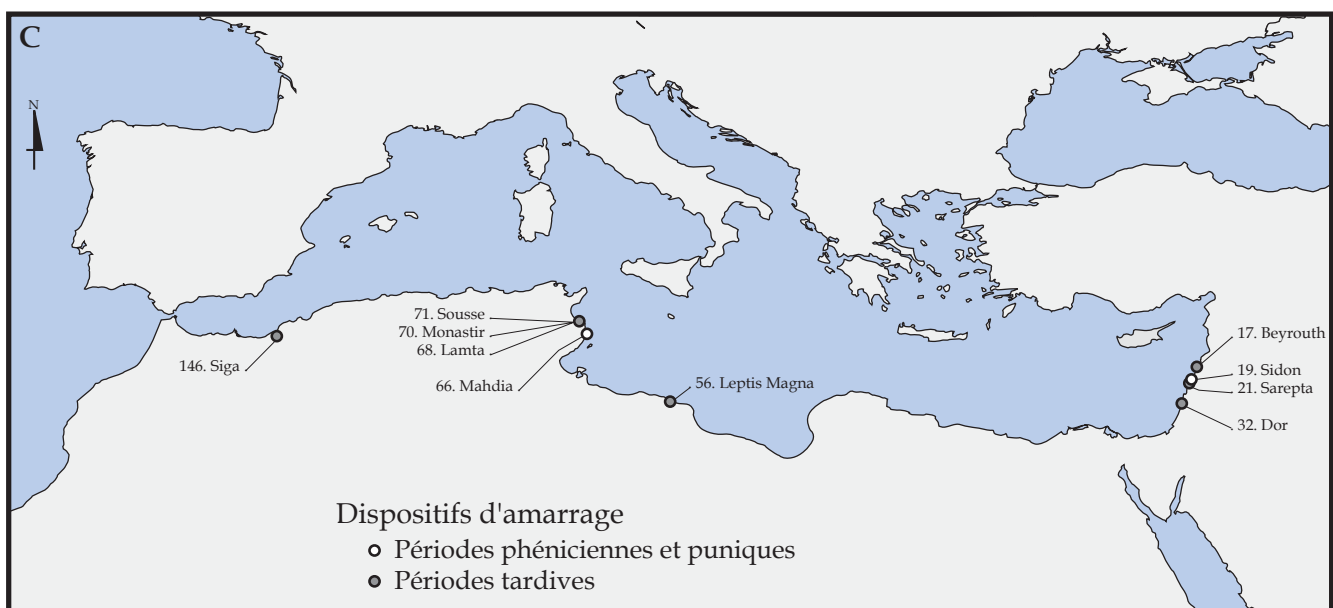 C
N
71. Sousse
70. Monastir
68. Lamta
146. Siga
66. Mahdia
56. Leptis Magna
17. Beyrouth
19. Sidon
21. Sarepta
32. Dor
Dispositifs d'amarrage
Périodes phéniciennes et puniques
Périodes tardives